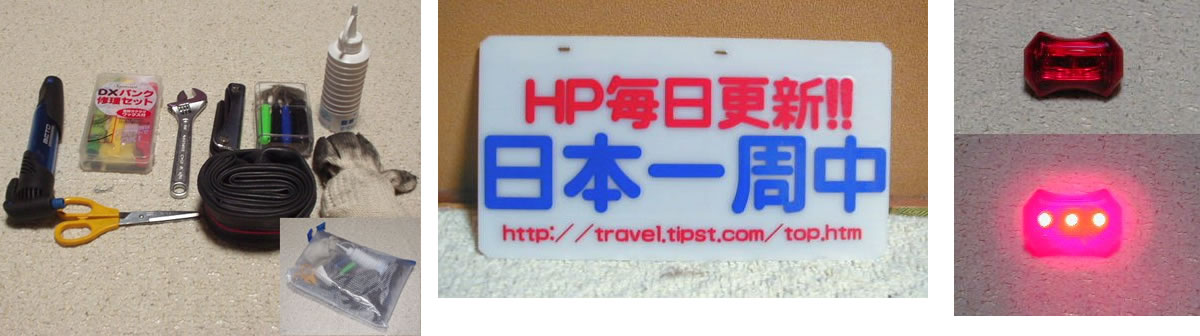 DXパンク
修理セット
BETO
HP毎日更新!!
日本一周中
http://travel.tipst.com/top.htm